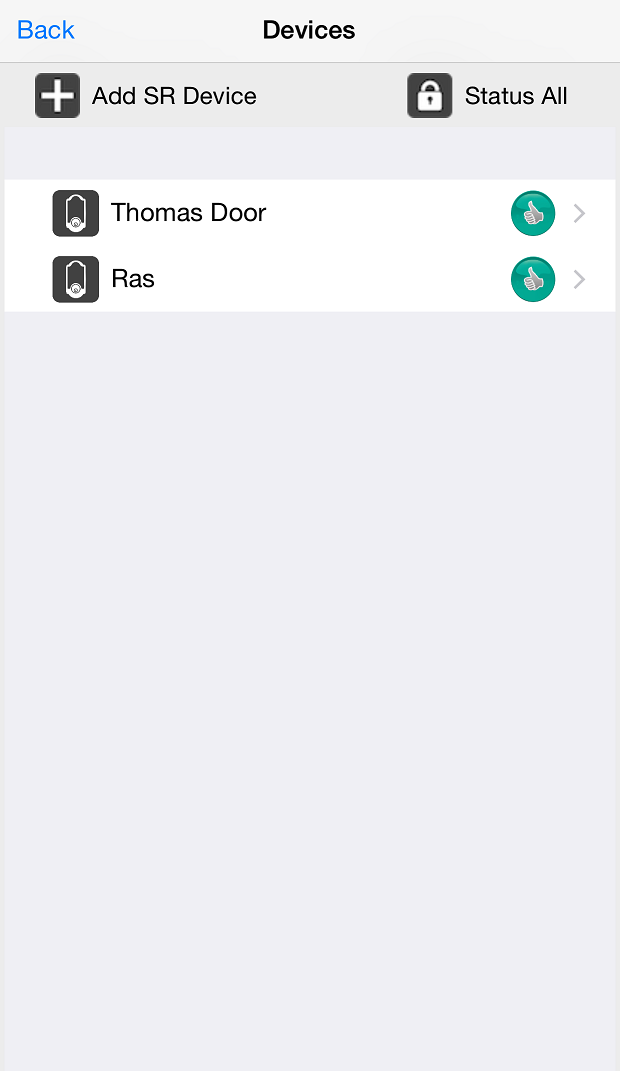 Back Devices
Add SR Device Status All
Thomas Door
Ras